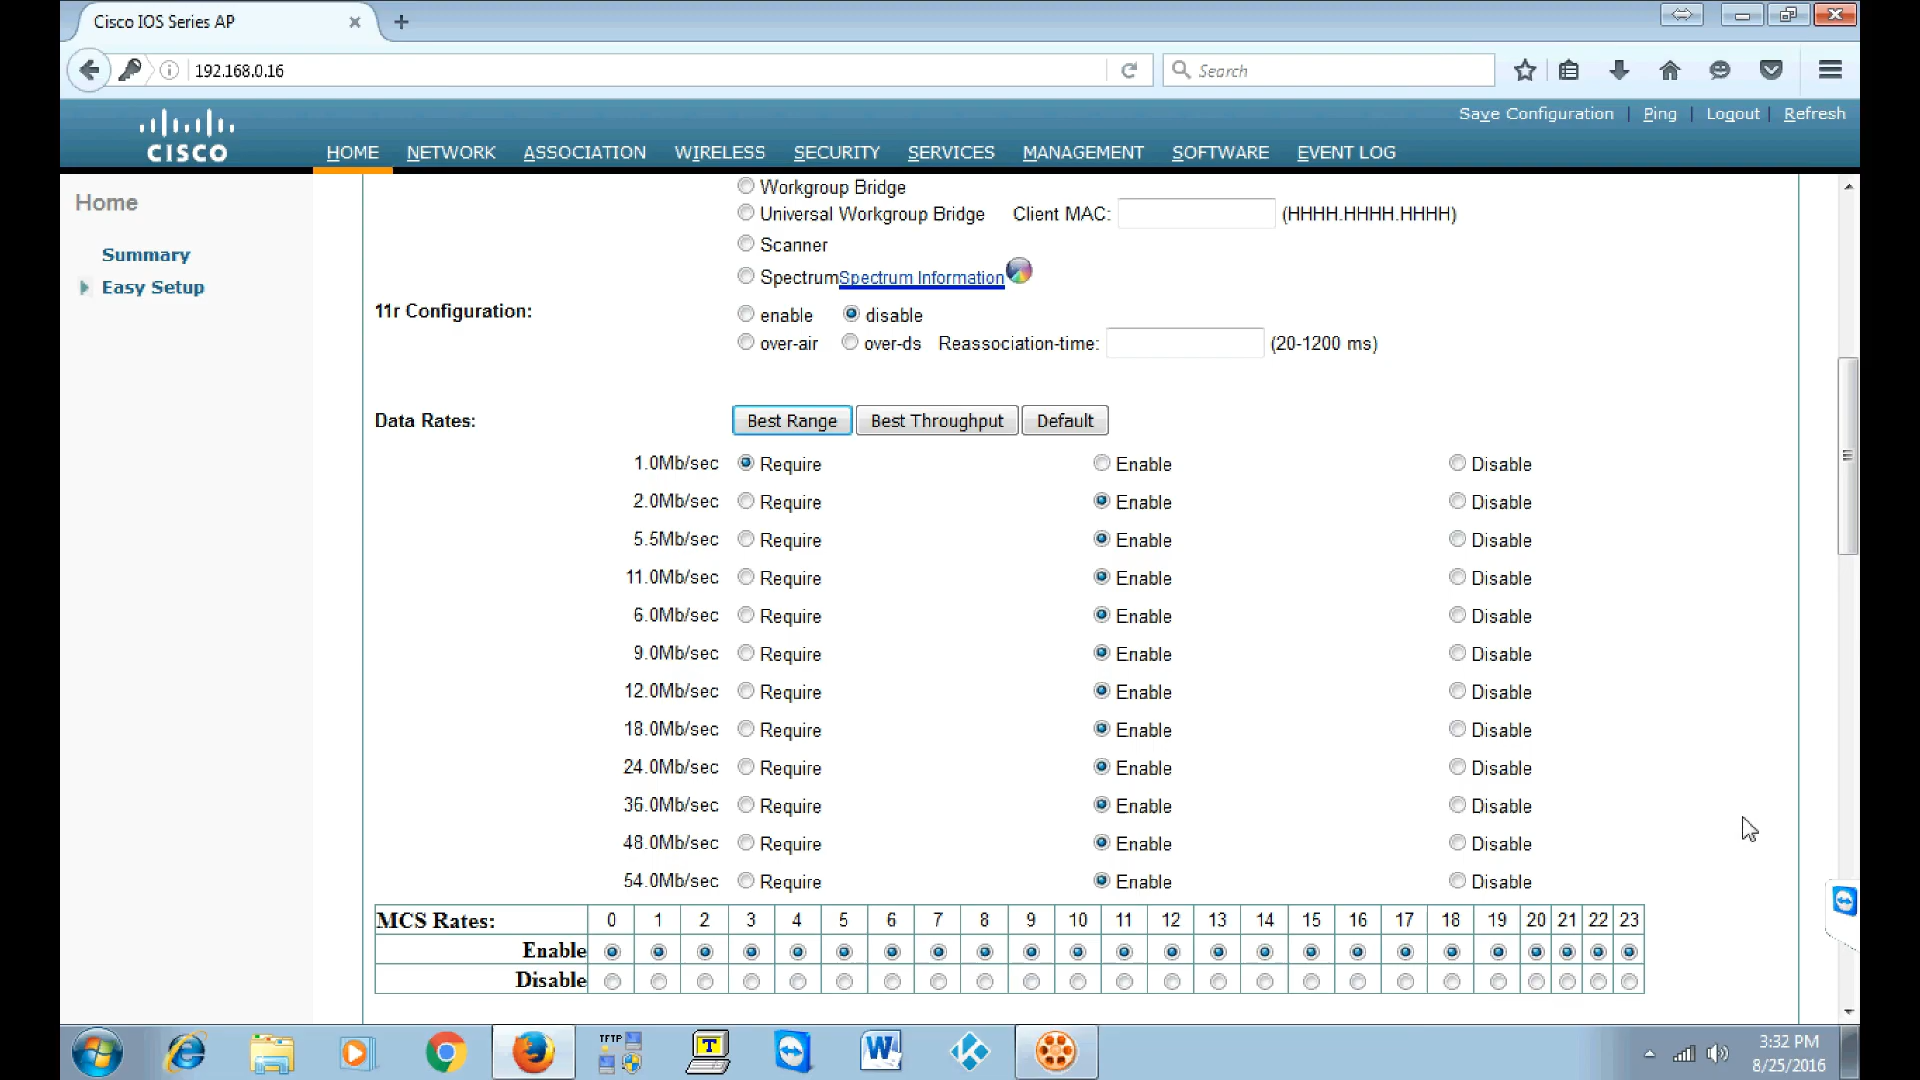 Cisco IOS Series AP
192.168.0.16
Search
Save Configuration | Ping | Logout | Refresh
CISCO
HOME NETWORK ASSOCIATION WIRELESS SECURITY SERVICES MANAGEMENT SOFTWARE EVENT LOG
Home
Summary
Easy Setup
Workgroup Bridge
Universal Workgroup Bridge Client MAC: (HHHH.HHHH.HHHH)
Scanner
SpectrumSpectrum Information
11r Configuration: enable disable
over-air over-ds Reassociation-time: (20-1200 ms)
Data Rates: Best Range Best Throughput Default
1.0Mb/sec Require Enable Disable
2.0Mb/sec Require Enable Disable
5.5Mb/sec Require Enable Disable
11.0Mb/sec Require Enable Disable
6.0Mb/sec Require Enable Disable
9.0Mb/sec Require Enable Disable
12.0Mb/sec Require Enable Disable
18.0Mb/sec Require Enable Disable
24.0Mb/sec Require Enable Disable
36.0Mb/sec Require Enable Disable
48.0Mb/sec Require Enable Disable
54.0Mb/sec Require Enable Disable
MCS Rates: 0 1 2 3 4 5 6 7 8 9 10 11 12 13 14 15 16 17 18 19 20 21 22 23
Enable
Disable
TFTP
T
W
3:32 PM
8/25/2016